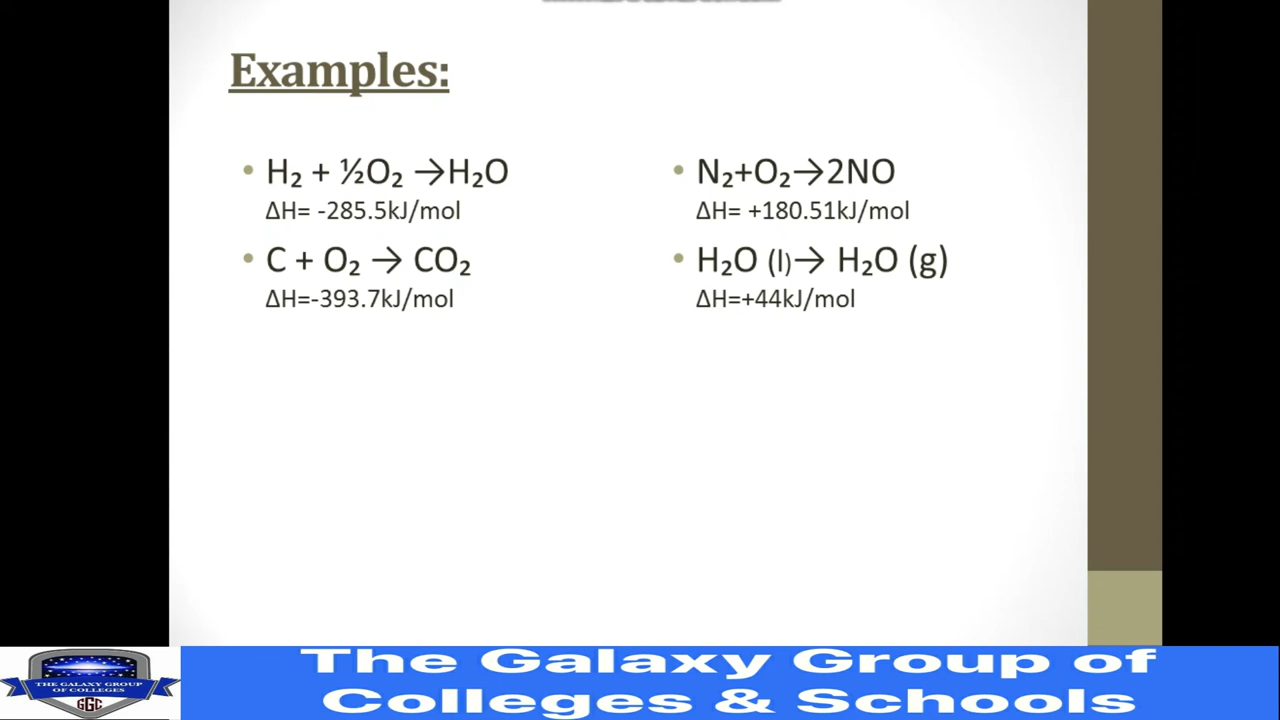 Examples:
• H₂ + ½O₂ →H₂O
ΔH= -285.5kJ/mol
• C + O₂ → CO₂
ΔH=-393.7kJ/mol
• N₂+O₂→2NO
ΔH= +180.51kJ/mol
• H₂O (l)→ H₂O (g)
ΔH=+44kJ/mol
THE GALAXY GROUP
OF COLLEGES
GGC
The Galaxy Group of
Colleges & Schools